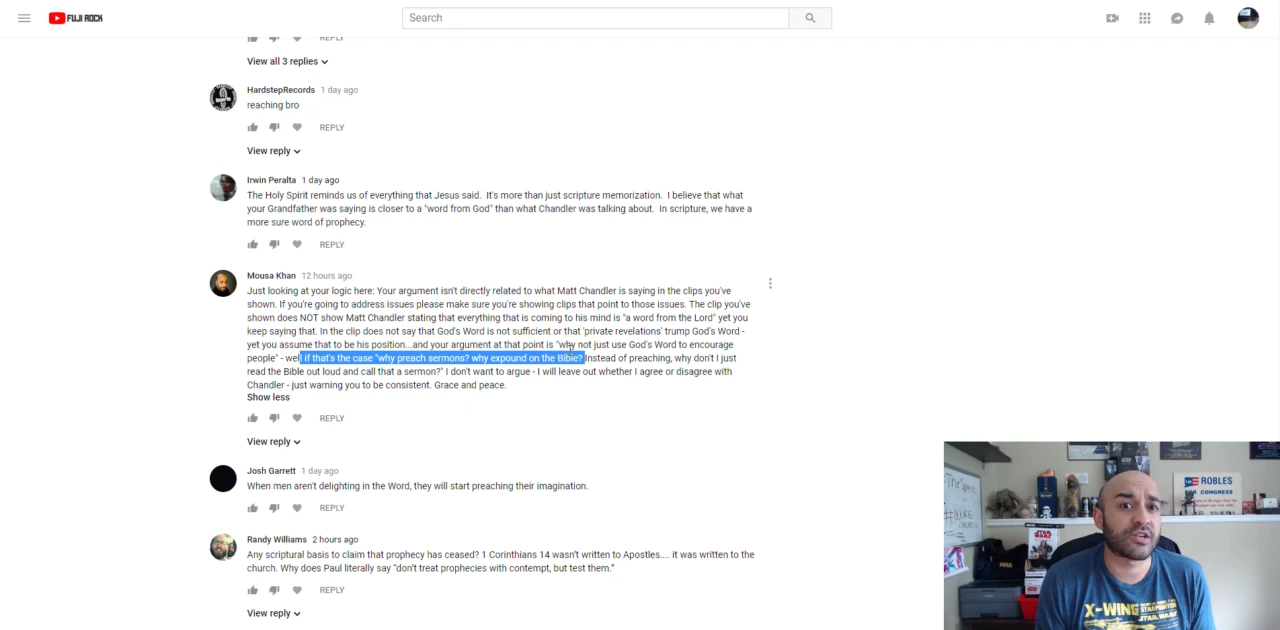 FUJI ROCK
Search
REPLY
View all 3 replies
HardstepRecords 1 day ago
reaching bro
REPLY
View reply
Irwin Peralta 1 day ago
The Holy Spirit reminds us of everything that Jesus said. It's more than just scripture memorization. I believe that what
your Grandfather was saying is closer to a "word from God" than what Chandler was talking about. In scripture, we have a
more sure word of prophecy.
REPLY
Mousa Khan 12 hours ago
Just looking at your logic here: Your argument isn't directly related to what Matt Chandler is saying in the clips you've
shown. If you're going to address issues please make sure you're showing clips that point to those issues. The clip you've
shown does NOT show Matt Chandler stating that everything that is coming to his mind is "a word from the Lord" yet you
keep saying that. In the clip does not say that God's Word is not sufficient or that 'private revelations' trump God's Word -
yet you assume that to be his position...and your argument at that point is "why not just use God's Word to encourage
people" - well if that's the case "why preach sermons? why expound on the Bible? Instead of preaching, why don't I just
read the Bible out loud and call that a sermon?" I don't want to argue - I will leave out whether I agree or disagree with
Chandler - just warning you to be consistent. Grace and peace.
Show less
REPLY
View reply
Josh Garrett 1 day ago
When men aren't delighting in the Word, they will start preaching their imagination.
REPLY
Randy Williams 2 hours ago
Any scriptural basis to claim that prophecy has ceased? 1 Corinthians 14 wasn't written to Apostles.... it was written to the
church. Why does Paul literally say "don't treat prophecies with contempt, but test them."
REPLY
View reply
ROBLES
CONGRESS
STAR
WARS
X-WING
STARFIGHTER
STAR WARS